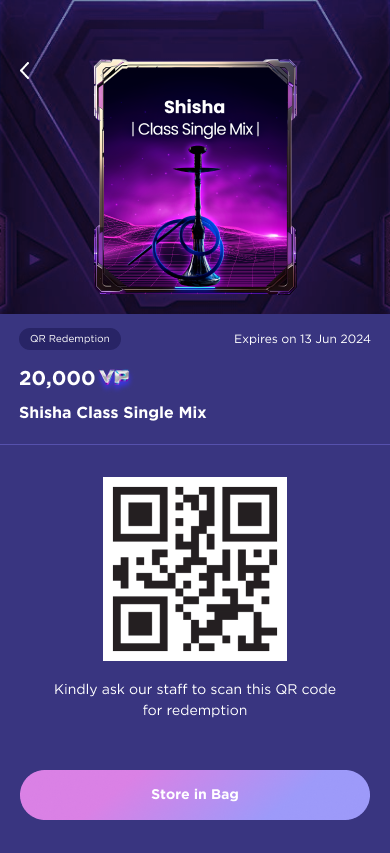 Shisha
| Class Single Mix |
QR Redemption
Expires on 13 Jun 2024
20,000 VP
Shisha Class Single Mix
Kindly ask our staff to scan this QR code
for redemption
Store in Bag